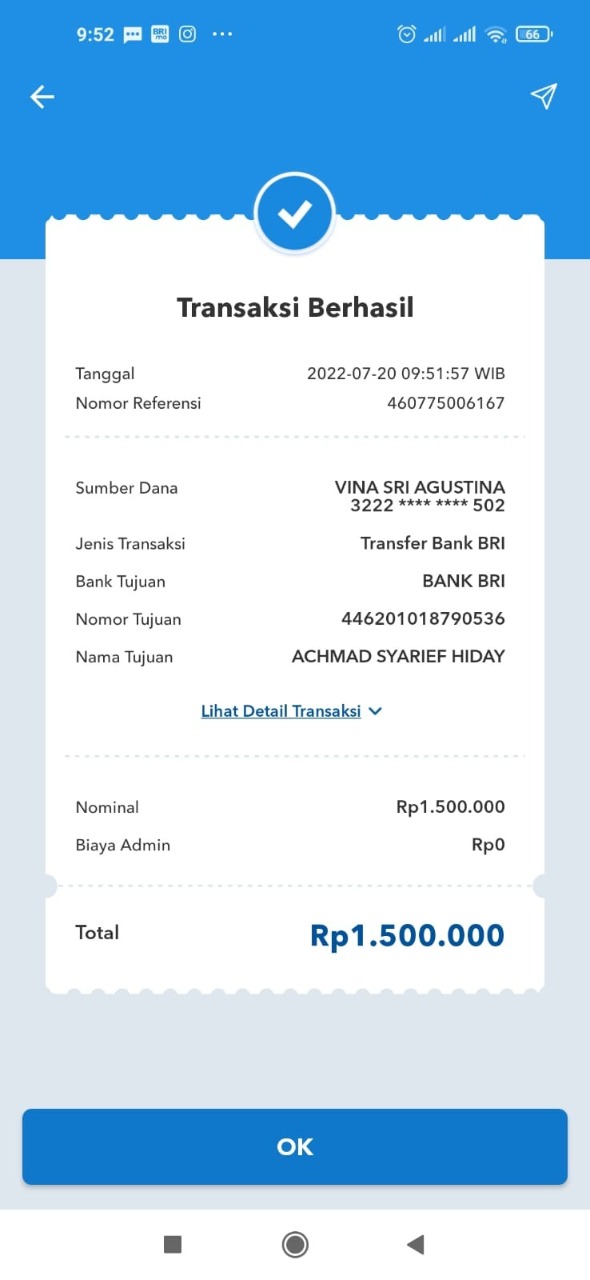 9:52 BRI mo 66
Transaksi Berhasil
Tanggal 2022-07-20 09:51:57 WIB
Nomor Referensi 460775006167
Sumber Dana VINA SRI AGUSTINA
3222 **** **** 502
Jenis Transaksi Transfer Bank BRI
Bank Tujuan BANK BRI
Nomor Tujuan 446201018790536
Nama Tujuan ACHMAD SYARIEF HIDAY
Lihat Detail Transaksi
Nominal Rp1.500.000
Biaya Admin Rp0
Total Rp1.500.000
OK